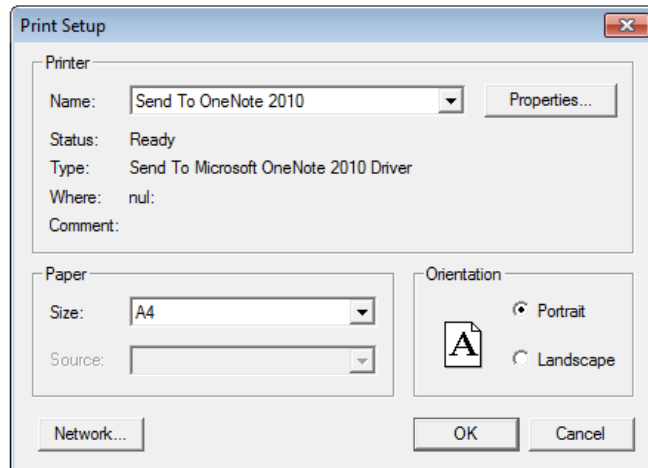 Print Setup
Printer
Name: Send To OneNote 2010 Properties...
Status: Ready
Type: Send To Microsoft OneNote 2010 Driver
Where: nul:
Comment:
Paper
Size: A4
Source:
Orientation
A
Portrait
Landscape
Network... OK Cancel